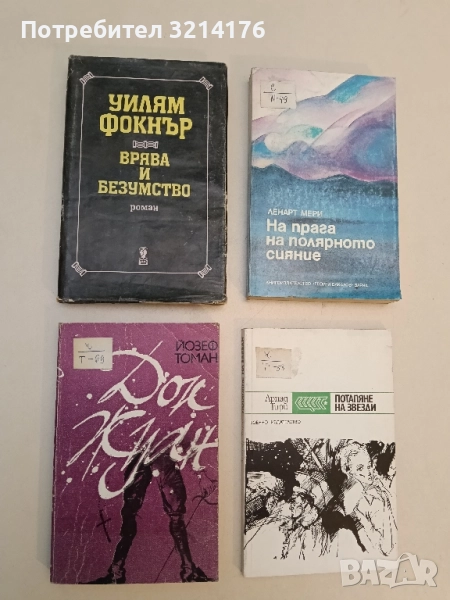 Потребител 3214176
УИЛЯМ
ФОКНЪР
ВРЯВА
И
БЕЗУМСТВО
роман
ЛЕНАРТ МЕРИ
На прага
на полярното
сияние
ЙОЗЕФ
ТОМАН
Дон
Жуан
ПОТАПЯНЕ
НА ЗВЕЗДИ
BAZAR